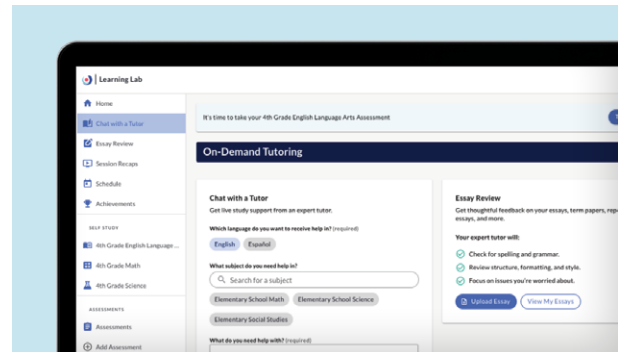 Learning Lab
Home
Chat with a Tutor
Essay Review
Session Recaps
Schedule
Achievements
SELF STUDY
4th Grade English Language ...
4th Grade Math
4th Grade Science
ASSESSMENTS
Assessments
Add Assessment
It's time to take your 4th Grade English Language Arts Assessment
On-Demand Tutoring
Chat with a Tutor
Get live study support from an expert tutor.
Which language do you want to receive help in? (required)
English Español
What subject do you need help in?
Search for a subject
Elementary School Math Elementary School Science
Elementary Social Studies
What do you need help with? (required)
Essay Review
Get thoughtful feedback on your essays, term papers,
essays, and more.
Your expert tutor will:
Check for spelling and grammar.
Review structure, formatting, and style.
Focus on issues you're worried about.
Upload Essay View My Essays